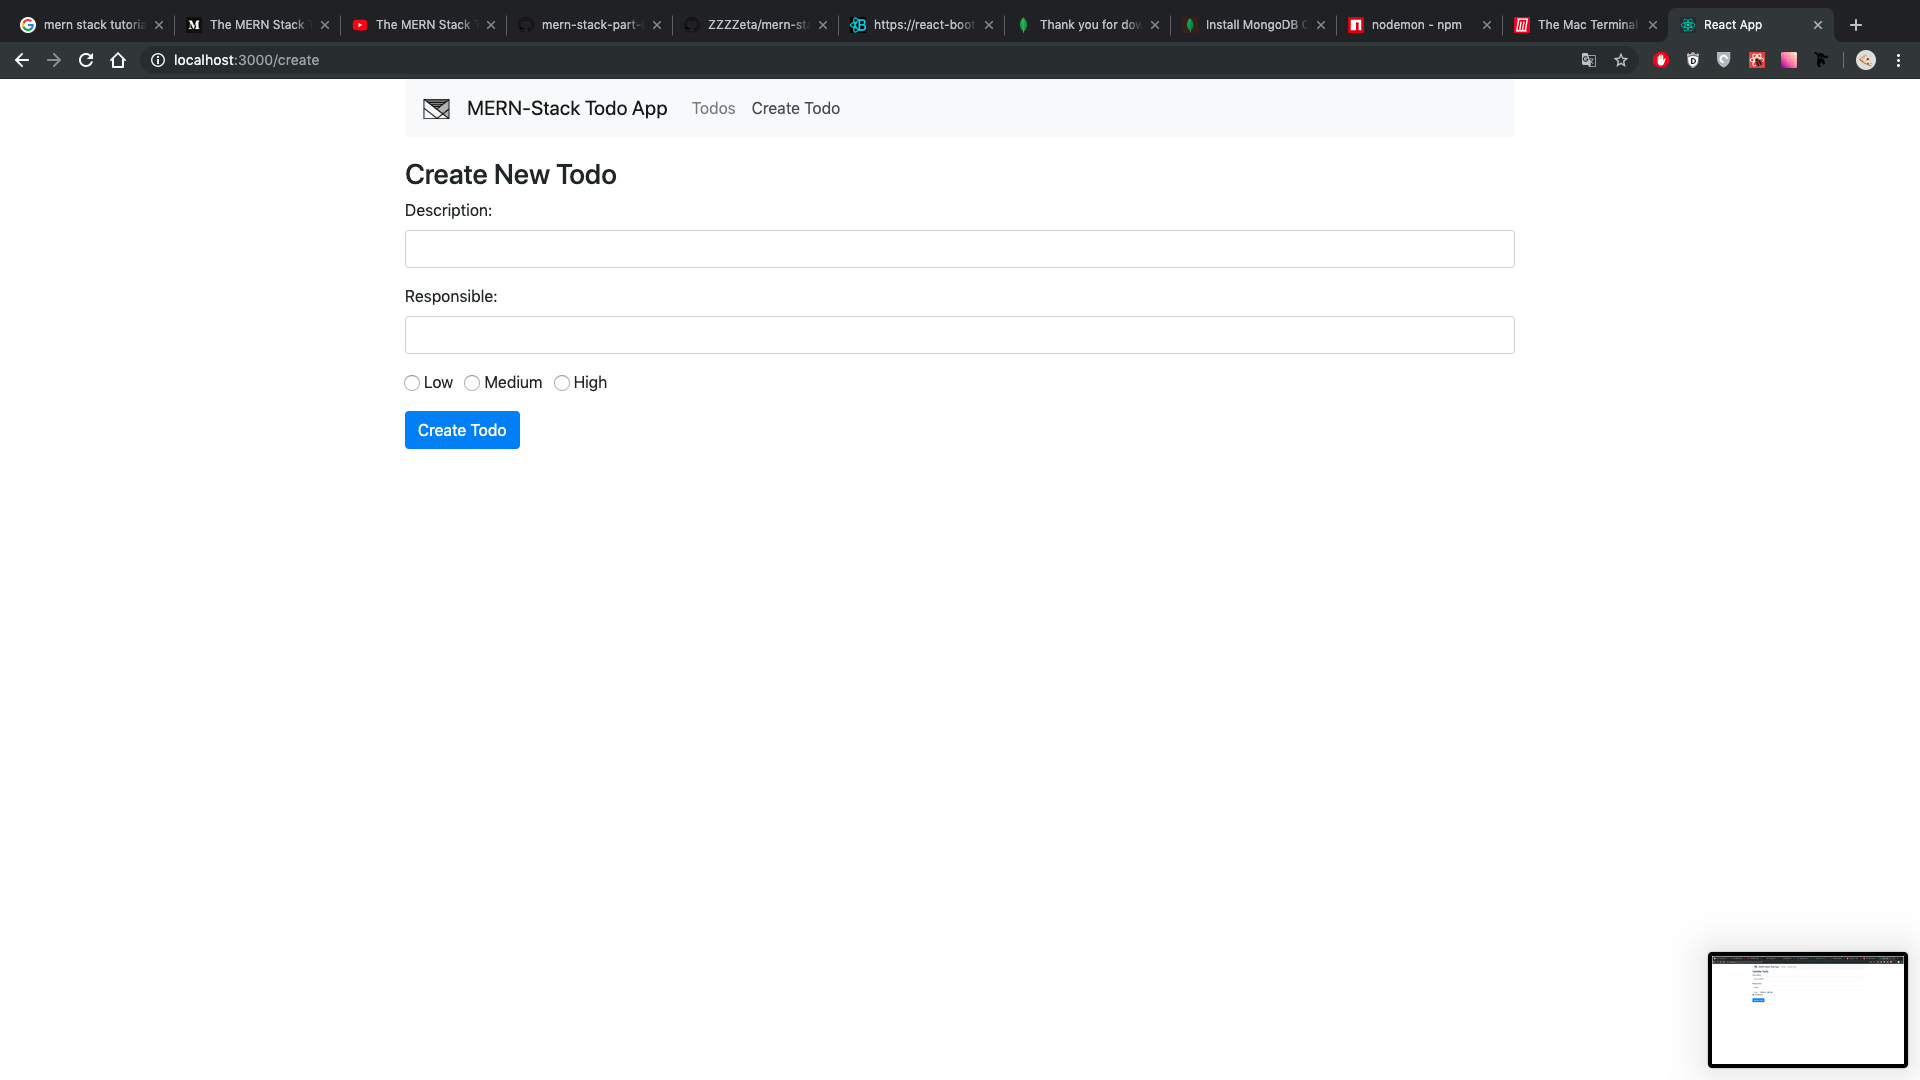 mern stack tutoria
The MERN Stack T
The MERN Stack T
mern-stack-part-
ZZZZeta/mern-sta
https://react-boot
Thank you for dow
Install MongoDB C
nodemon - npm
The Mac Terminal
React App
localhost:3000/create
MERN-Stack Todo App
Todos
Create Todo
Create New Todo
Description:
Responsible:
Low
Medium
High
Create Todo